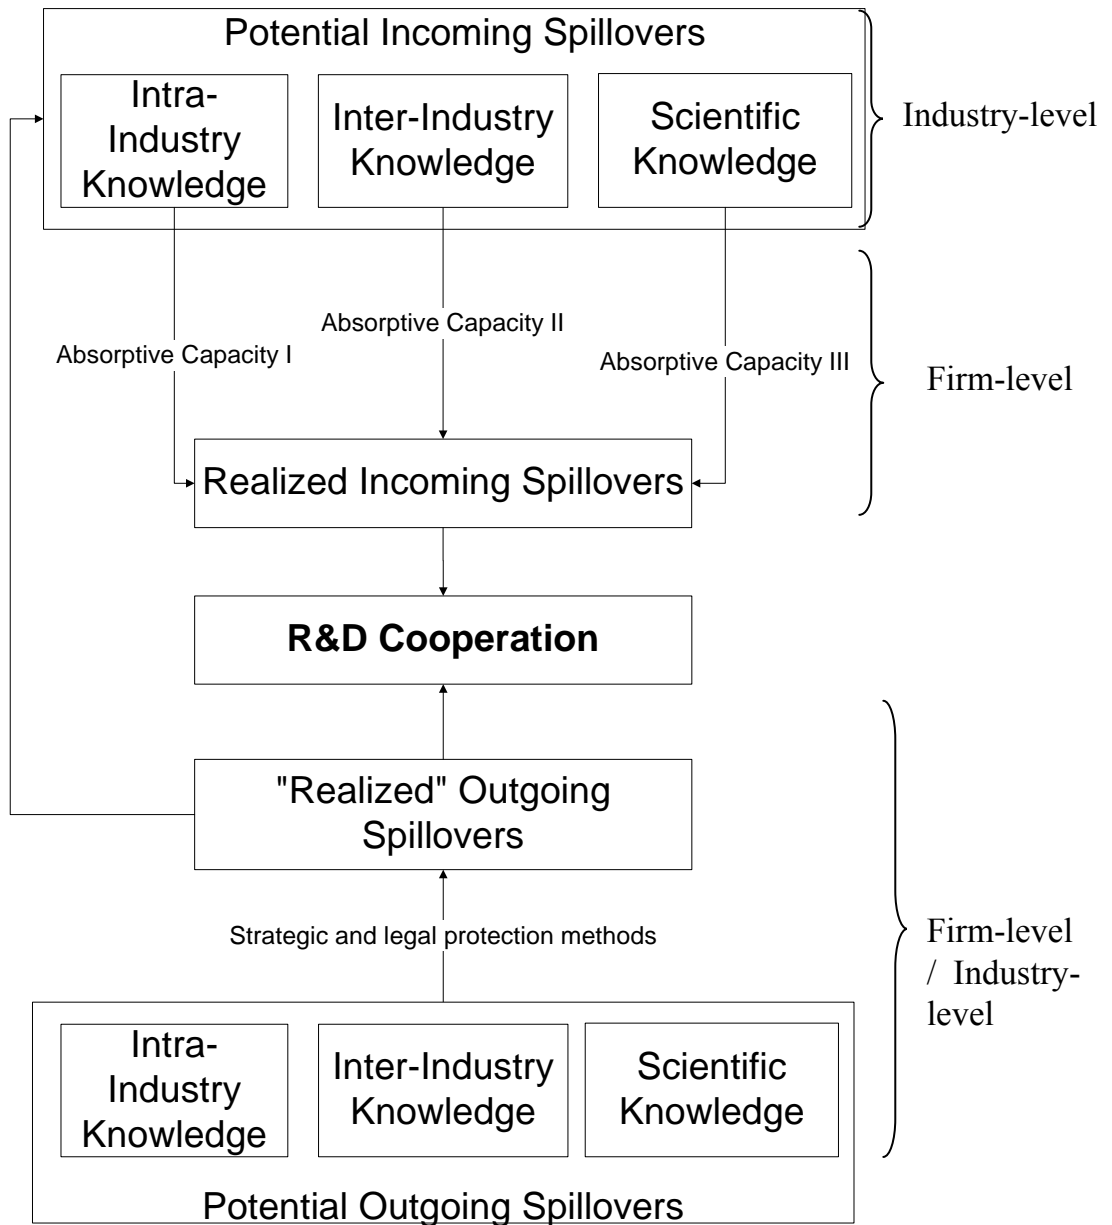 Potential Incoming Spillovers
Intra-
Industry
Knowledge
Inter-Industry
Knowledge
Scientific
Knowledge
Industry-level
Absorptive Capacity I
Absorptive Capacity II
Absorptive Capacity III
Firm-level
Realized Incoming Spillovers
R&D Cooperation
"Realized" Outgoing
Spillovers
Strategic and legal protection methods
Firm-level
/ Industry-
level
Intra-
Industry
Knowledge
Inter-Industry
Knowledge
Scientific
Knowledge
Potential Outgoing Spillovers